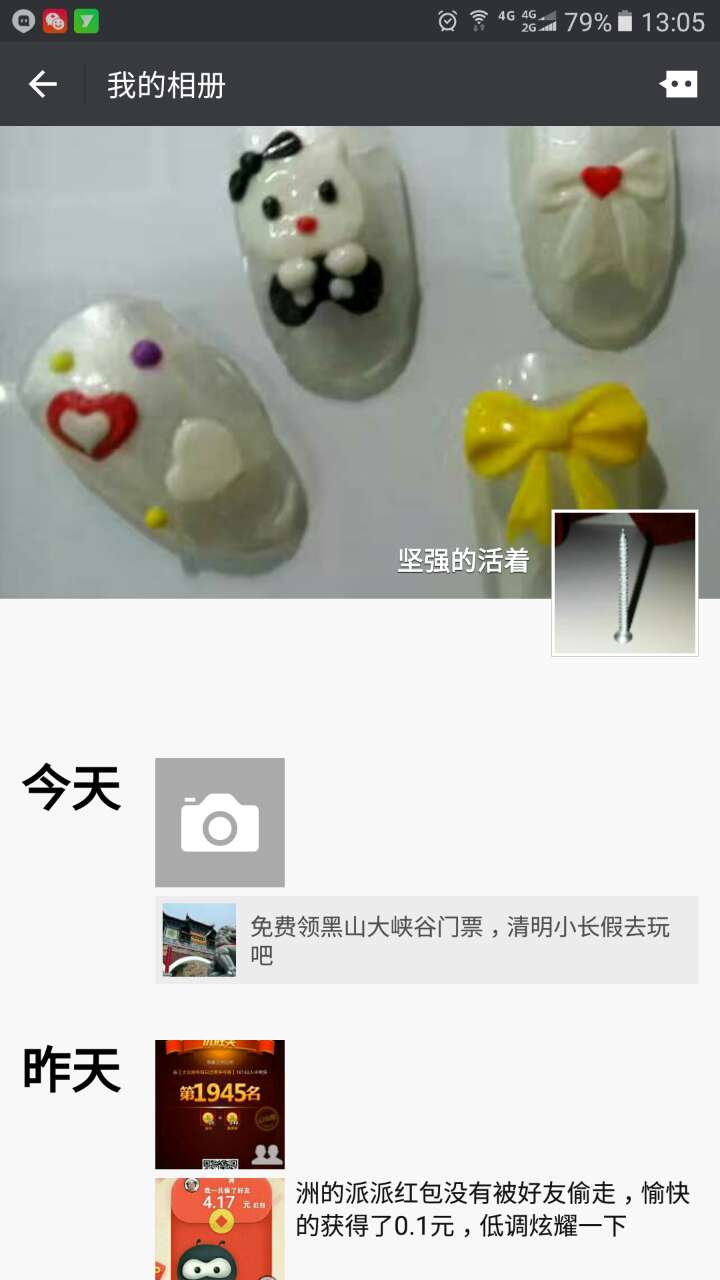 4G 4G 2G 79% 13:05
我的相册
坚强的活着
今天
免费领黑山大峡谷门票，清明小长假去玩
吧
昨天
第1945名
4.17 元
洲的派派红包没有被好友偷走，愉快
的获得了0.1元，低调炫耀一下